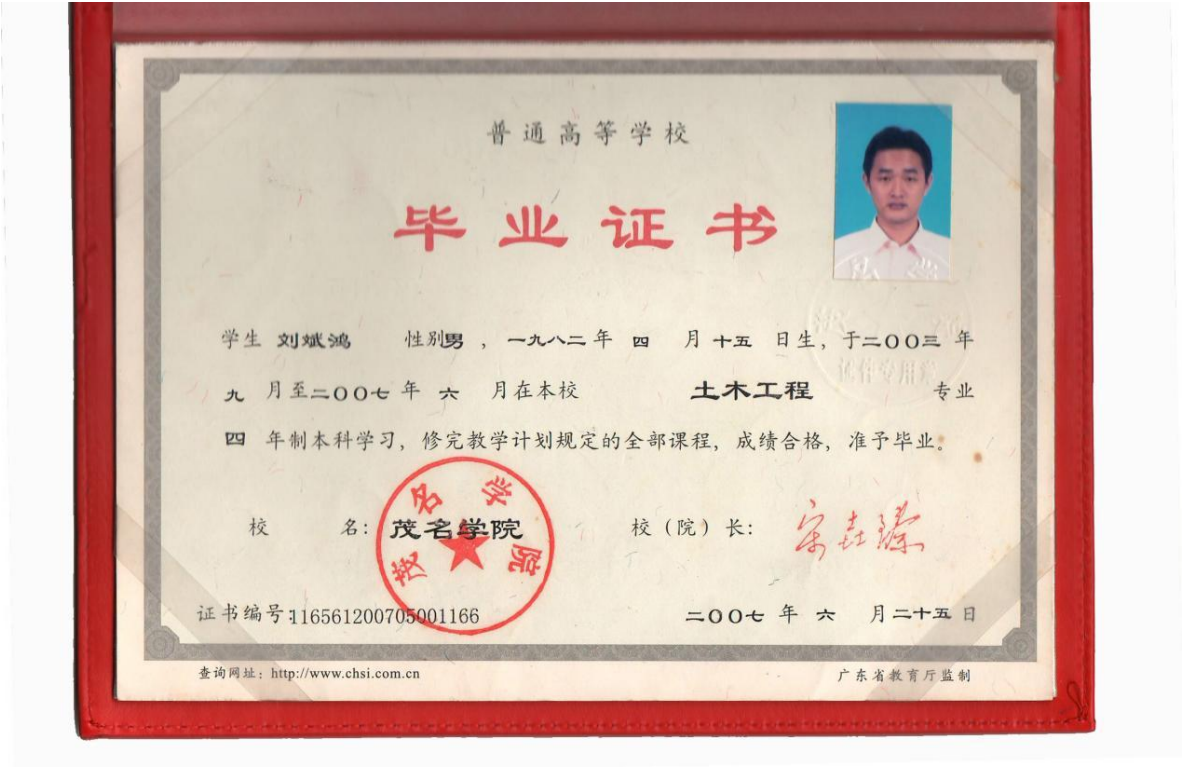 普通高等学校
毕业证书
学生 刘斌鸿 性别男，一九八二年 四 月十五 日生，于二〇〇三年
九 月至二〇〇七年 六 月在本校 土木工程 专业
四 年制本科学习，修完教学计划规定的全部课程，成绩合格，准予毕业。
校 名：茂名学院 校（院）长：
茂名学院
证书编号：116561200705001166 二〇〇七年 六 月二十五日
查询网址：http://www.chsi.com.cn 广东省教育厅监制